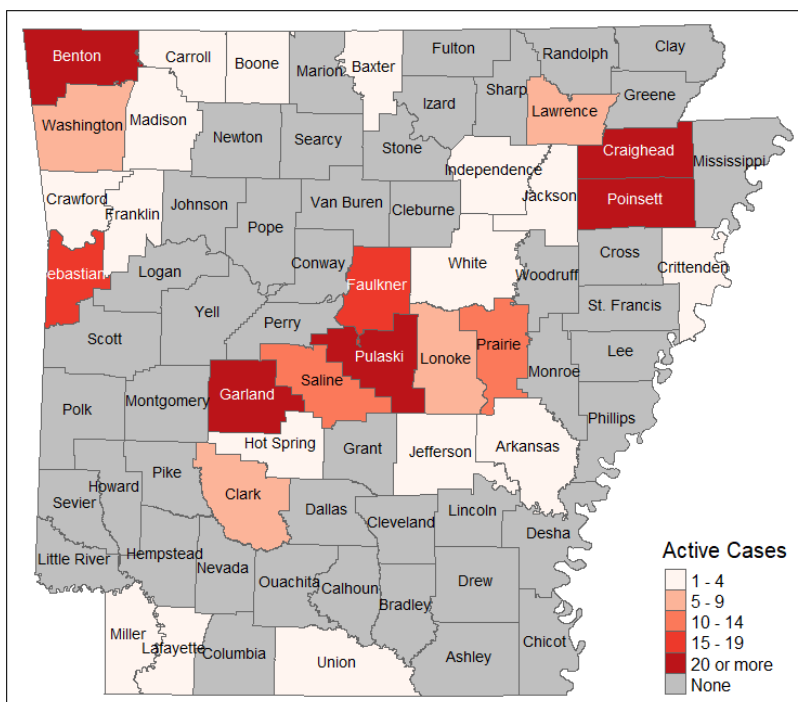 Benton
Carroll
Boone
Marion
Baxter
Fulton
Randolph
Clay
Izard
Sharp
Lawrence
Greene
Washington
Madison
Newton
Searcy
Stone
Independence
Jackson
Craighead
Mississippi
Poinsett
Crawford
Franklin
Johnson
Pope
Van Buren
Cleburne
ebastian
Logan
Conway
Faulkner
White
Woodruff
Cross
Crittenden
St. Francis
Scott
Yell
Perry
Pulaski
Lonoke
Prairie
Monroe
Lee
Phillips
Polk
Montgomery
Garland
Saline
Hot Spring
Grant
Jefferson
Arkansas
Sevier
Howard
Pike
Clark
Dallas
Cleveland
Lincoln
Desha
Little River
Hempstead
Nevada
Ouachita
Calhoun
Bradley
Drew
Chicot
Miller
Lafayette
Columbia
Union
Ashley
Active Cases
1 - 4
5 - 9
10 - 14
15 - 19
20 or more
None